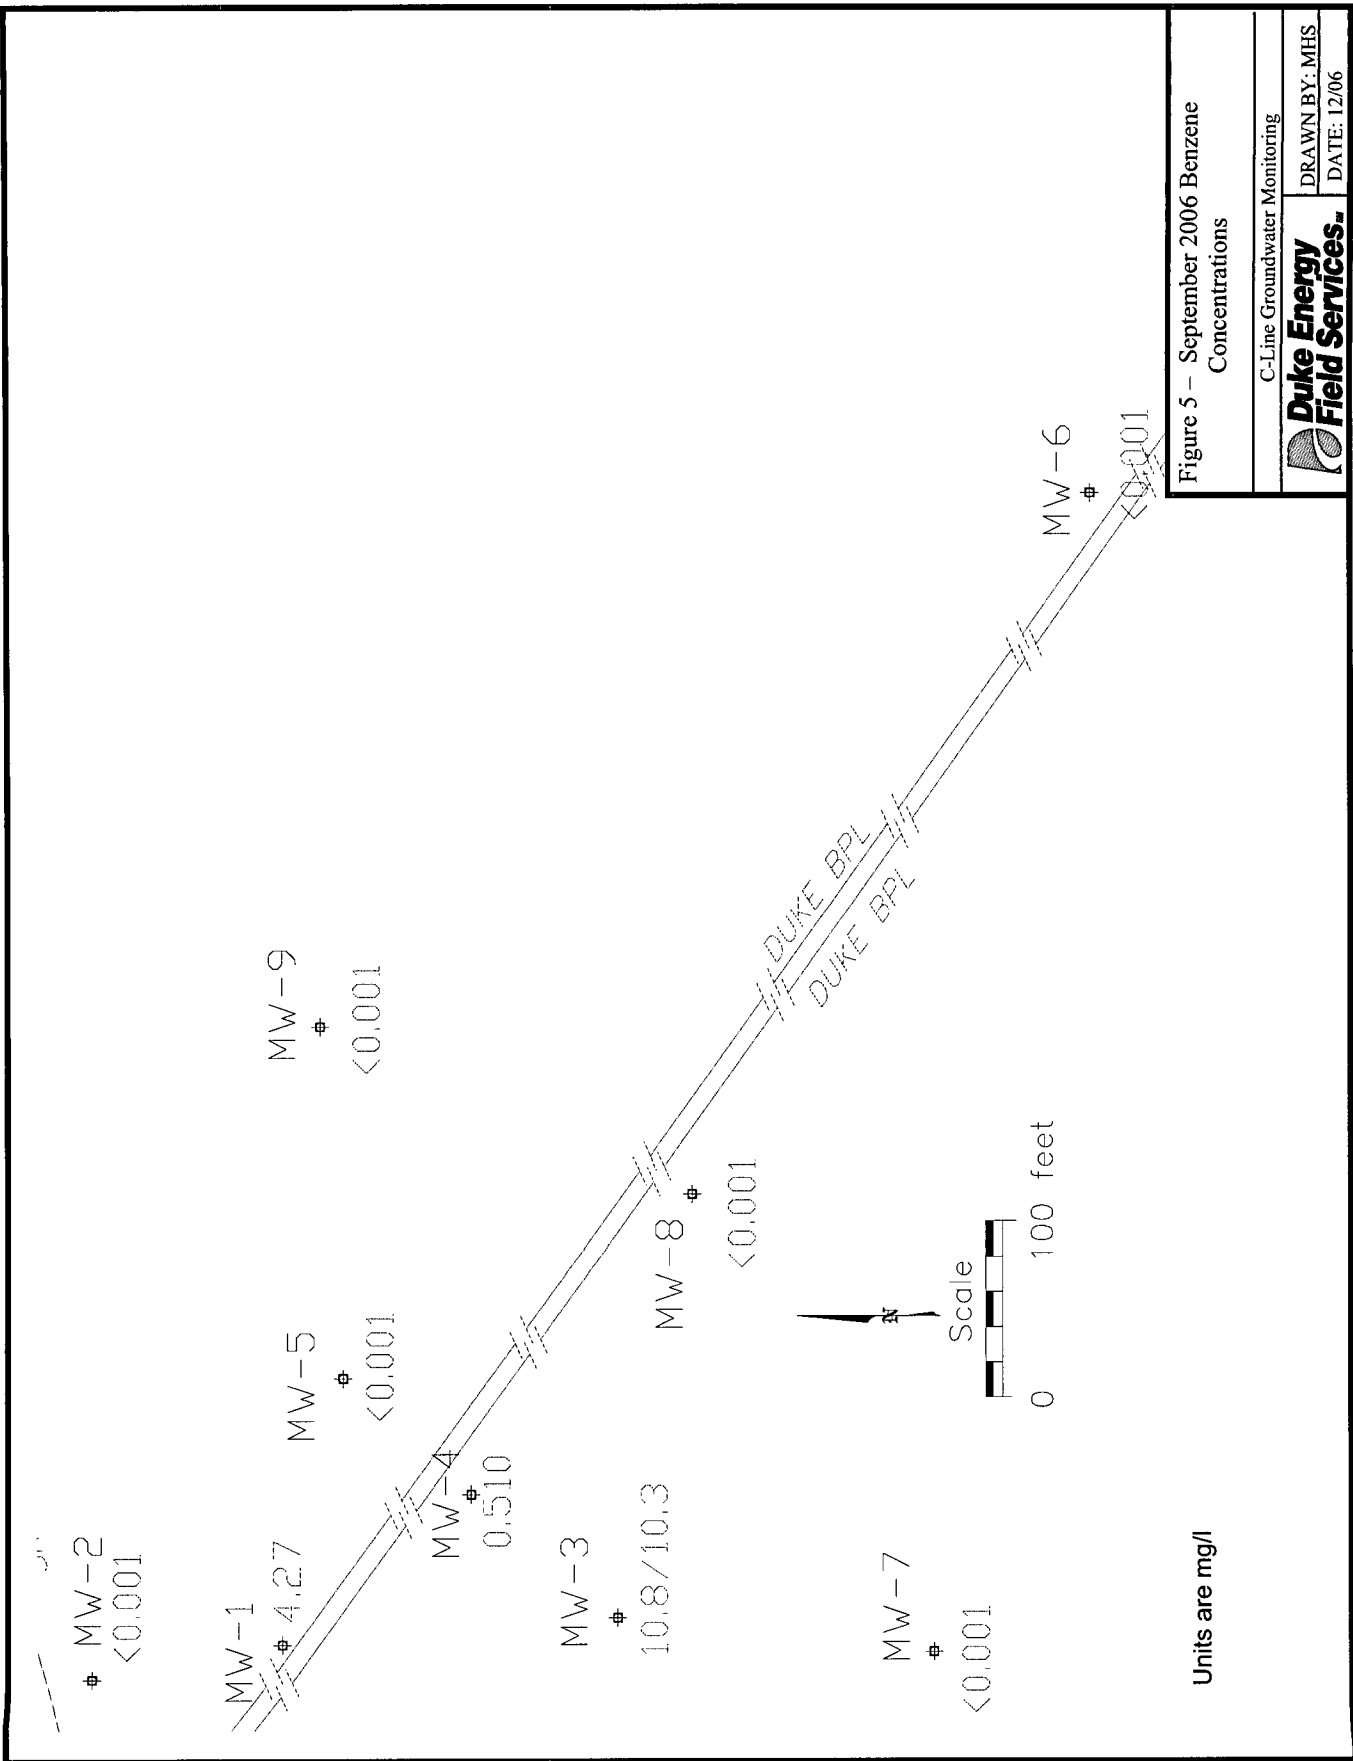 MW-2
<0.001
MW-1
4.27
MW-5
<0.001
MW-9
<0.001
MW-4
0.510
MW-3
10.8/10.3
MW-8
<0.001
DUKE BPL
DUKE BPL
MW-7
<0.001
N
Scale
0 100 feet
MW-6
<0.001
Units are mg/l
Figure 5 – September 2006 Benzene
Concentrations
C-Line Groundwater Monitoring
Duke Energy
Field Services℠
DRAWN BY: MHS
DATE: 12/06